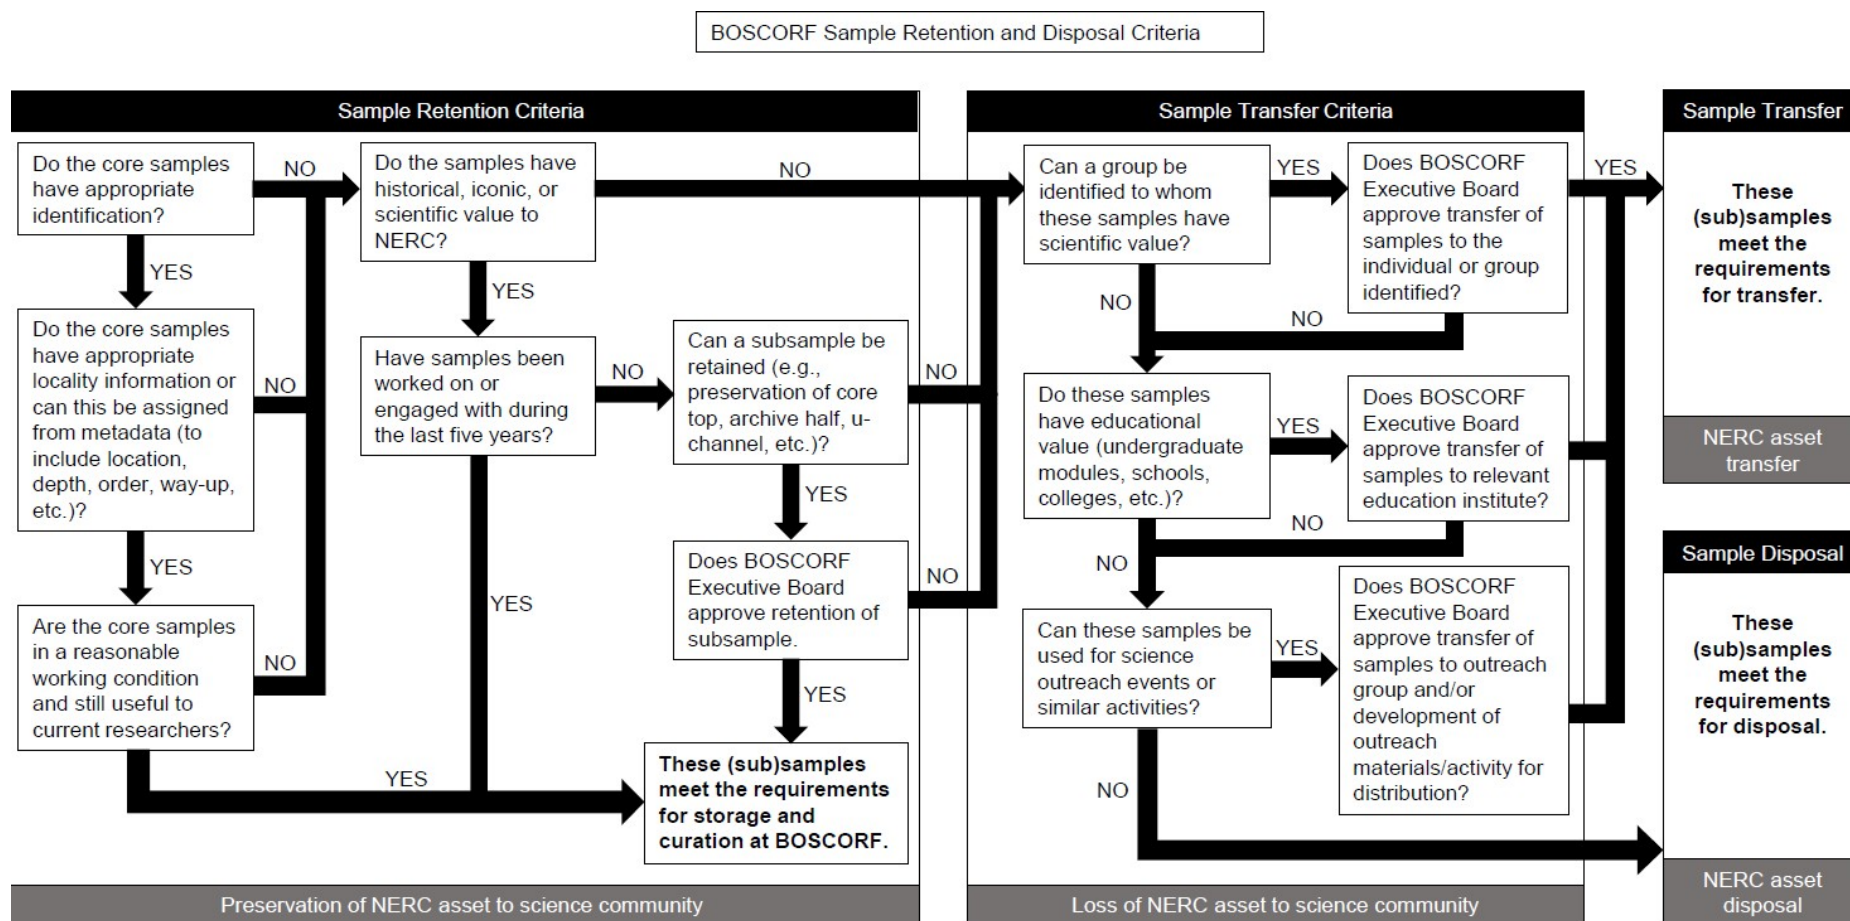 BOSCORF Sample Retention and Disposal Criteria
Sample Retention Criteria
Do the core samples
have appropriate
identification?
NO
YES
Do the core samples
have appropriate
locality information or
can this be assigned
from metadata (to
include location,
depth, order, way-up,
etc.)?
NO
YES
Are the core samples
in a reasonable
working condition
and still useful to
current researchers?
NO
YES
Do the samples have
historical, iconic, or
scientific value to
NERC?
NO
YES
Have samples been
worked on or
engaged with during
the last five years?
NO
YES
Can a subsample be
retained (e.g.,
preservation of core
top, archive half, u-
channel, etc.)?
NO
YES
Does BOSCORF
Executive Board
approve retention of
subsample.
NO
YES
These (sub)samples
meet the requirements
for storage and
curation at BOSCORF.
Preservation of NERC asset to science community
Sample Transfer Criteria
Can a group be
identified to whom
these samples have
scientific value?
YES
NO
Does BOSCORF
Executive Board
approve transfer of
samples to the
individual or group
identified?
YES
NO
Do these samples
have educational
value (undergraduate
modules, schools,
colleges, etc.)?
YES
NO
Does BOSCORF
Executive Board
approve transfer of
samples to relevant
education institute?
NO
Can these samples be
used for science
outreach events or
similar activities?
YES
NO
Does BOSCORF
Executive Board
approve transfer of
samples to outreach
group and/or
development of
outreach
materials/activity for
distribution?
Loss of NERC asset to science community
Sample Transfer
These
(sub)samples
meet the
requirements
for transfer.
NERC asset
transfer
Sample Disposal
These
(sub)samples
meet the
requirements
for disposal.
NERC asset
disposal